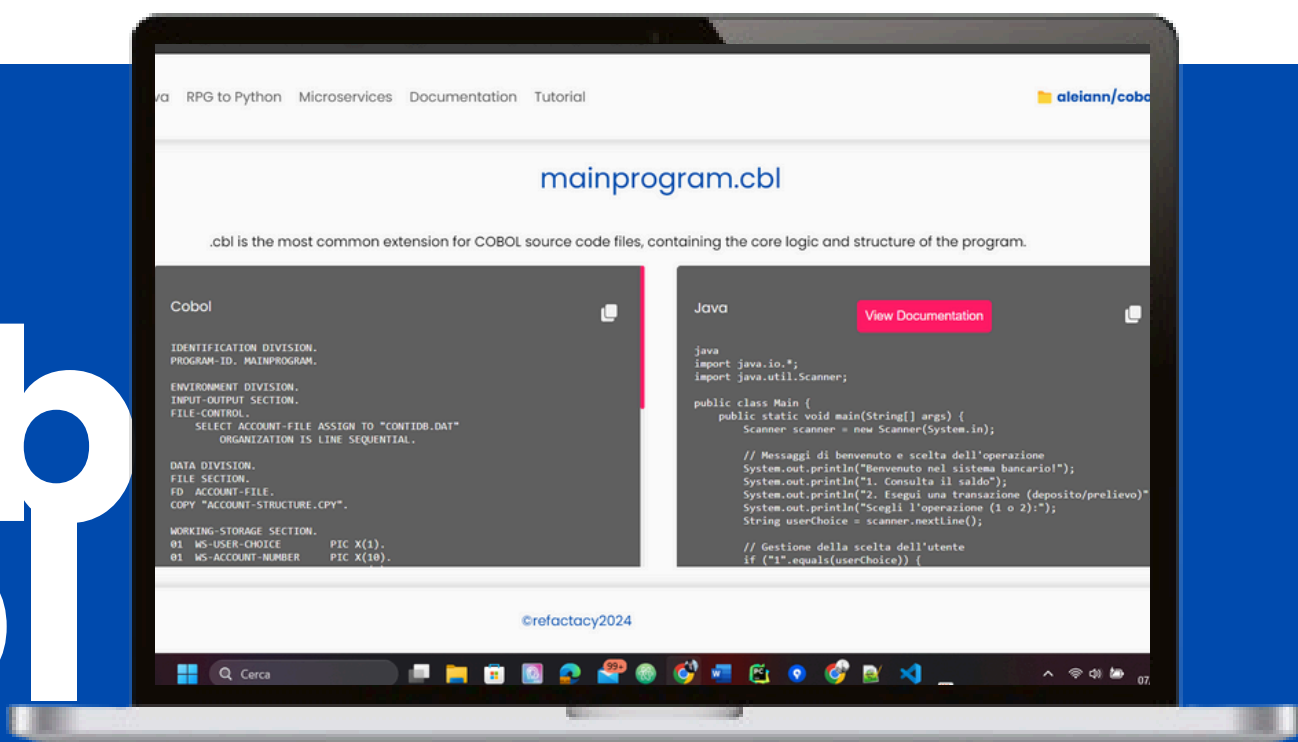 va RPG to Python Microservices Documentation Tutorial aleiann/cobo
mainprogram.cbl
.cbl is the most common extension for COBOL source code files, containing the core logic and structure of the program.
Cobol
IDENTIFICATION DIVISION.
PROGRAM-ID. MAINPROGRAM.
ENVIRONMENT DIVISION.
INPUT-OUTPUT SECTION.
FILE-CONTROL.
SELECT ACCOUNT-FILE ASSIGN TO "CONTIDB.DAT"
ORGANIZATION IS LINE SEQUENTIAL.
DATA DIVISION.
FILE SECTION.
FD ACCOUNT-FILE.
COPY "ACCOUNT-STRUCTURE.CPY".
WORKING-STORAGE SECTION.
01 WS-USER-CHOICE PIC X(1).
01 WS-ACCOUNT-NUMBER PIC X(10).
Java
View Documentation
java
import java.io.*;
import java.util.Scanner;
public class Main {
public static void main(String[] args) {
Scanner scanner = new Scanner(System.in);
// Messaggi di benvenuto e scelta dell'operazione
System.out.println("Benvenuto nel sistema bancario!");
System.out.println("1. Consulta il saldo");
System.out.println("2. Esegui una transazione (deposito/prelievo)"
System.out.println("Scegli l'operazione (1 o 2):");
String userChoice = scanner.nextLine();
// Gestione della scelta dell'utente
if ("1".equals(userChoice)) {
©refactacy2024
Cerca
99+
07.